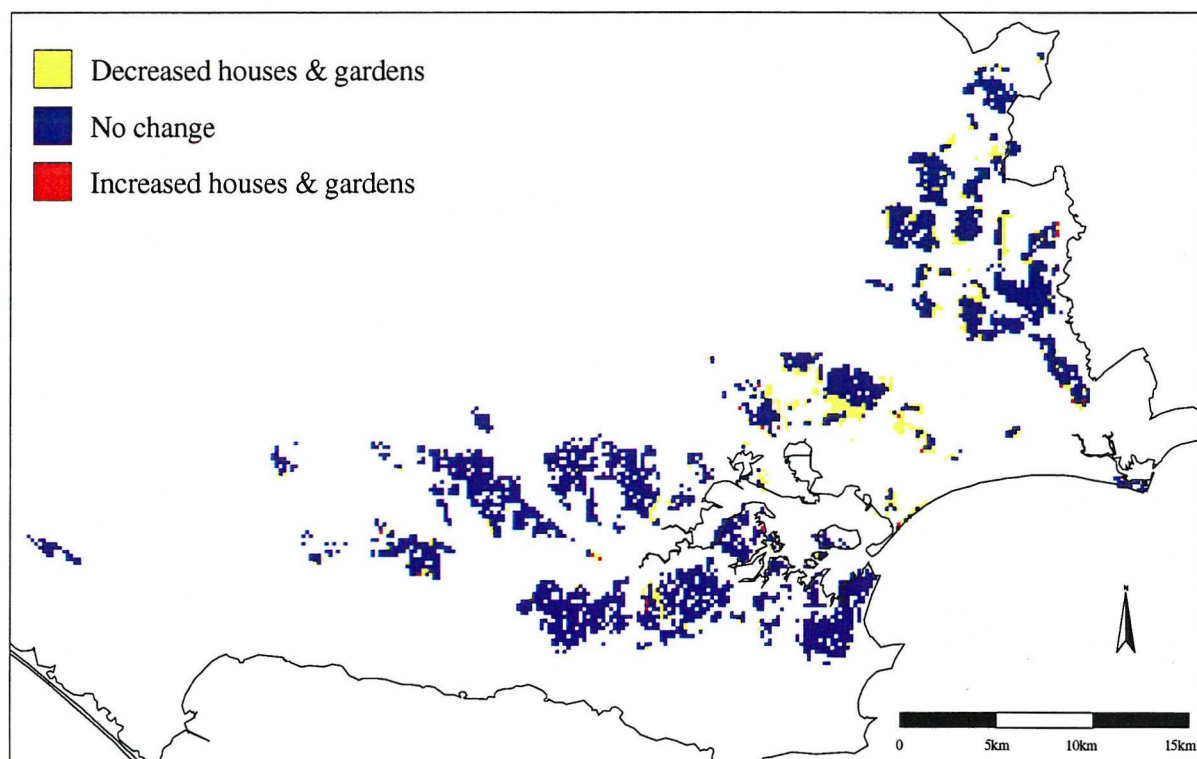 Decreased houses & gardens
No change
Increased houses & gardens
N
0 5km 10km 15km